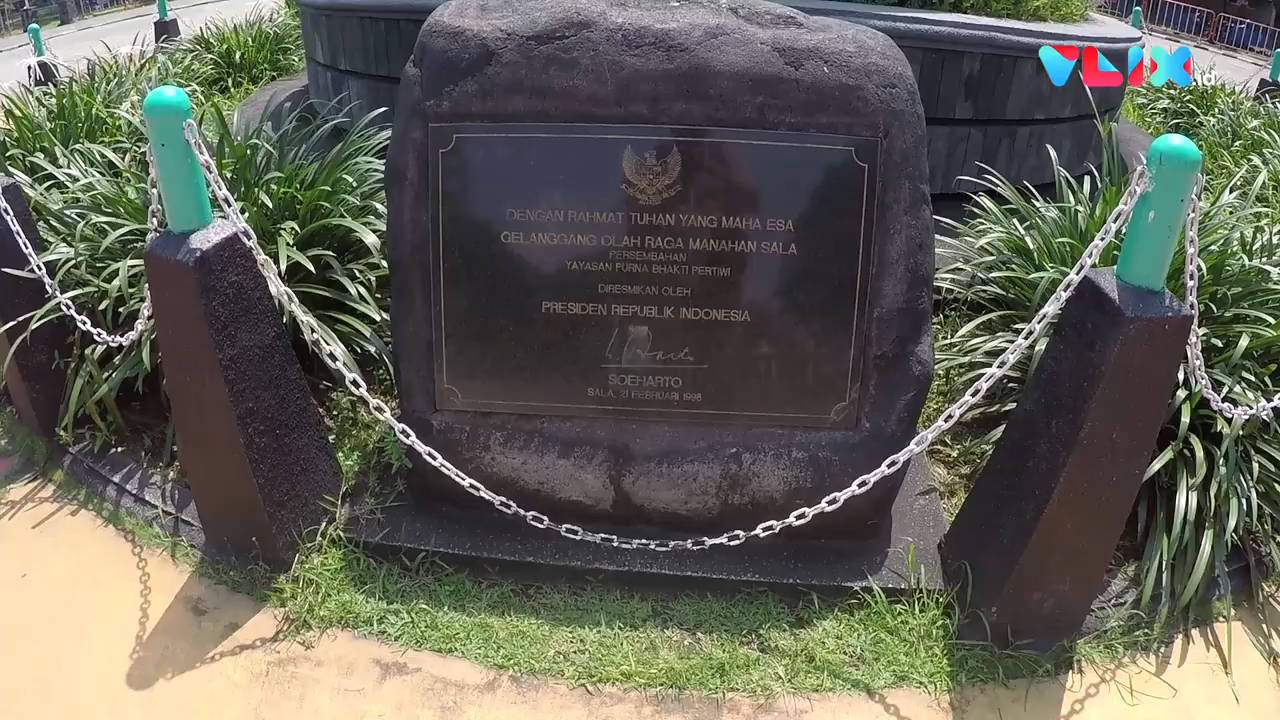 VLIX.id
DENGAN RAHMAT TUHAN YANG MAHA ESA
GELANGGANG OLAH RAGA MANAHAN SALA
PERSEMBAHAN
YAYASAN PURNA BHAKTI PERTIWI
DIRESMIKAN OLEH
PRESIDEN REPUBLIK INDONESIA
SOEHARTO
SALA, 21 FEBRUARI 1998